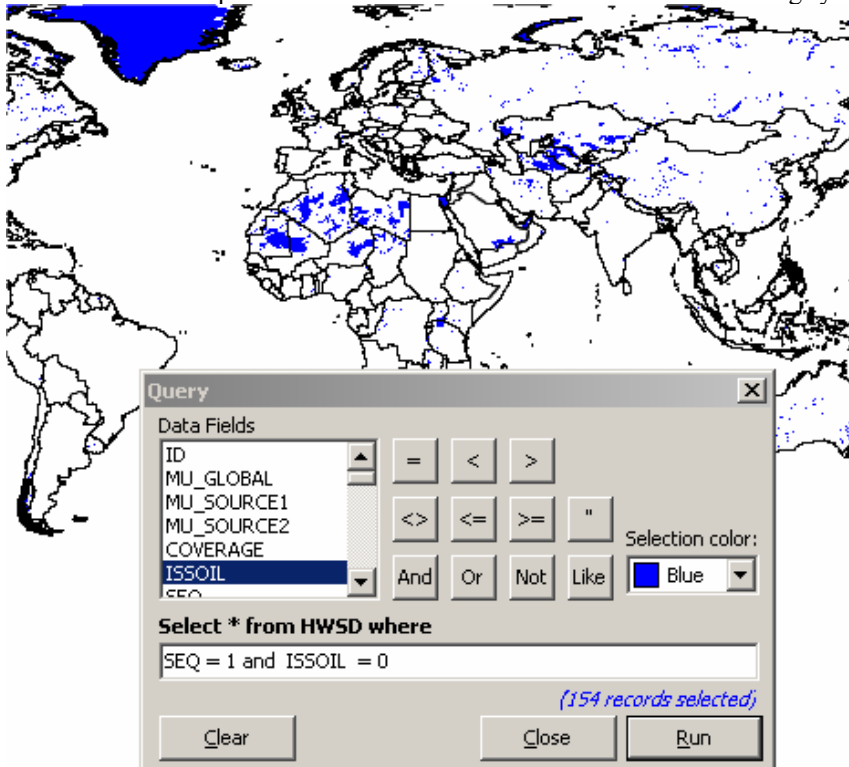 Query
Data Fields
ID
MU_GLOBAL
MU_SOURCE1
MU_SOURCE2
COVERAGE
ISSOIL
SEQ
= < >
<> <= >= "
And Or Not Like
Selection color:
Blue
Select * from HWSD where
SEQ = 1 and ISSOIL = 0
(154 records selected)
Clear Close Run